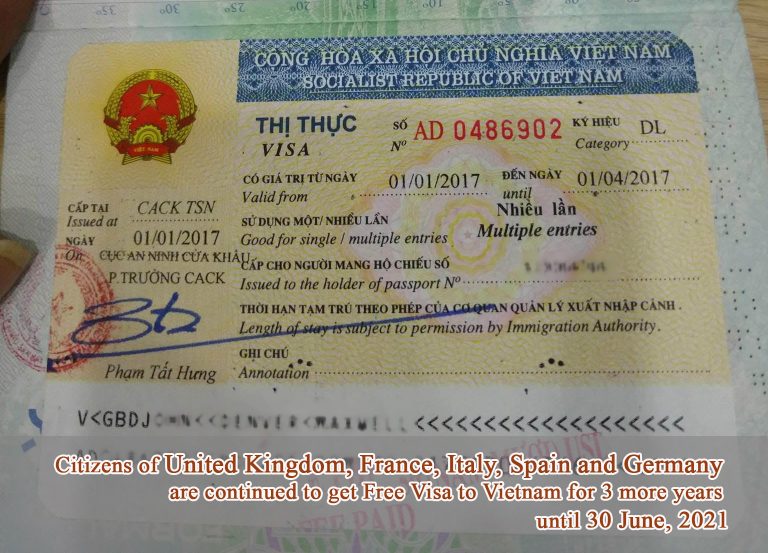 CỘNG HÒA XÃ HỘI CHỦ NGHĨA VIỆT NAM
SOCIALIST REPUBLIC OF VIET NAM
VIỆT NAM
THỊ THỰC SỐ AD 0486902 KÝ HIỆU DL
VISA Nº Category
CÓ GIÁ TRỊ TỪ NGÀY 01/01/2017 ĐẾN NGÀY 01/04/2017
Valid from until
CẤP TẠI CACK TSN
Issued at
SỬ DỤNG MỘT/ NHIỀU LẦN Nhiều lần
NGÀY 01/01/2017 Good for single / multiple entries Multiple entries
On CỤC AN NINH CỬA KHẨU
P.TRƯỞNG CACK
CẤP CHO NGƯỜI MANG HỘ CHIẾU SỐ
Issued to the holder of passport Nº
THỜI HẠN TẠM TRÚ THEO PHÉP CỦA CƠ QUAN QUẢN LÝ XUẤT NHẬP CẢNH .
Length of stay is subject to permission by Immigration Authority.
GHI CHÚ
Phạm Tất Hưng Annotation
V<GBDJ
Citizens of United Kingdom, France, Italy, Spain and Germany
are continued to get Free Visa to Vietnam for 3 more years
until 30 June, 2021
FEE PAID